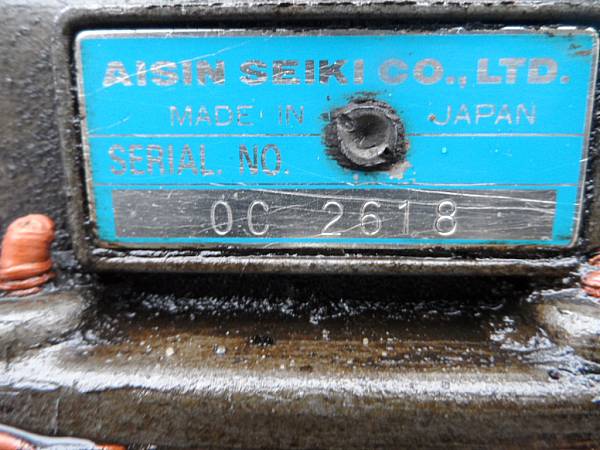 AISIN SEIKI CO., LTD.
MADE IN JAPAN
SERIAL. NO.
0C 2618